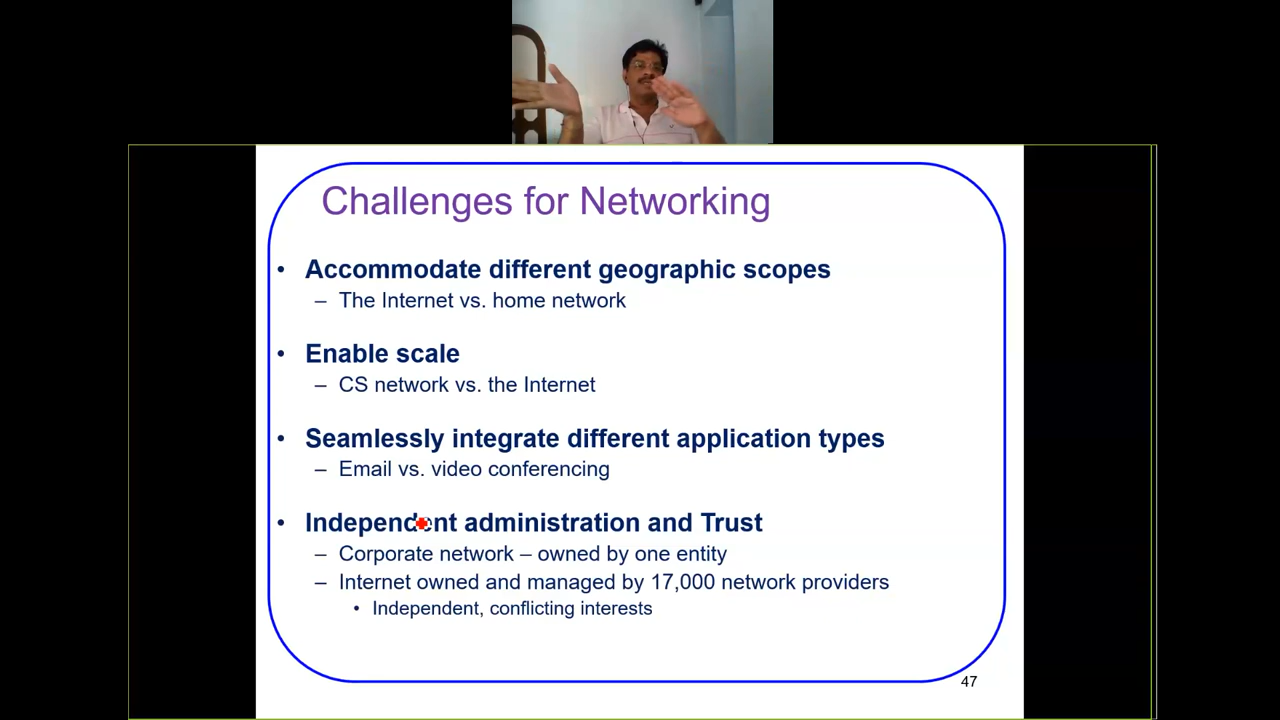 Challenges for Networking
• Accommodate different geographic scopes
– The Internet vs. home network
• Enable scale
– CS network vs. the Internet
• Seamlessly integrate different application types
– Email vs. video conferencing
• Independent administration and Trust
– Corporate network – owned by one entity
– Internet owned and managed by 17,000 network providers
• Independent, conflicting interests
47